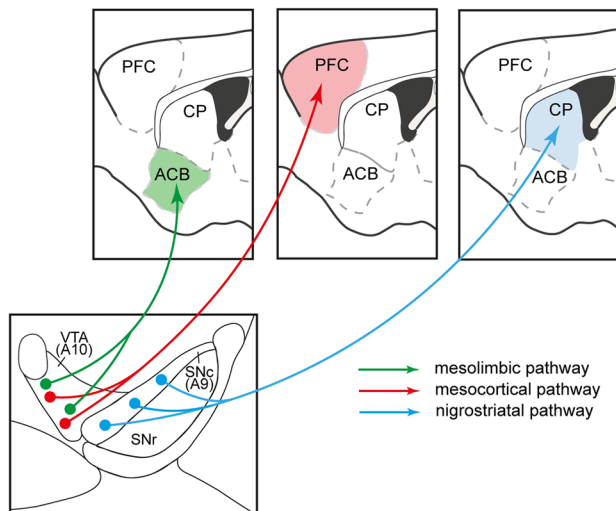 PFC
CP
ACB
PFC
CP
ACB
PFC
CP
ACB
VTA
(A10)
SNc
(A9)
SNr
mesolimbic pathway
mesocortical pathway
nigrostriatal pathway